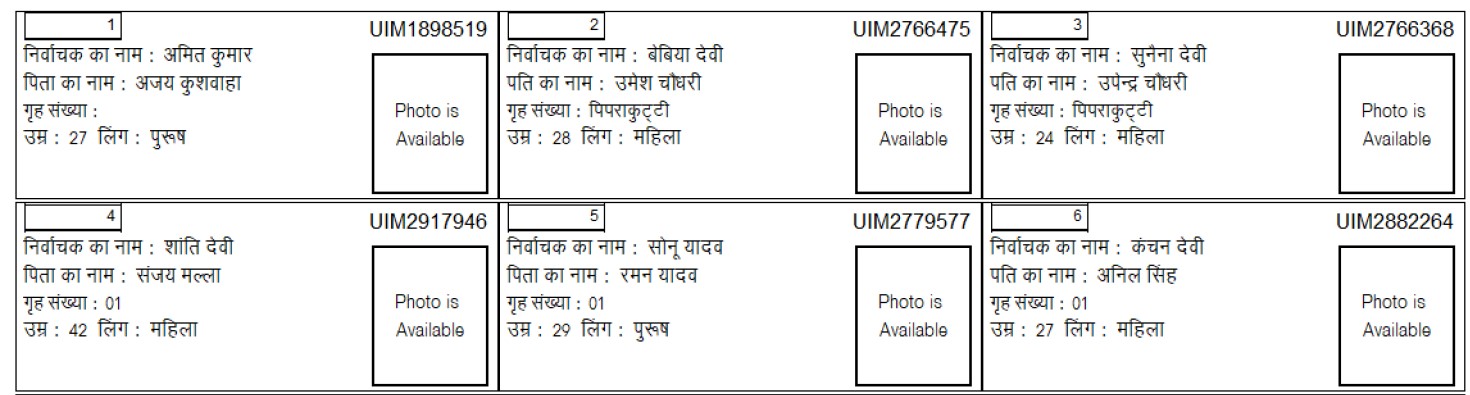 1 UIM1898519
निर्वाचक का नाम : अमित कुमार
पिता का नाम : अजय कुशवाहा
गृह संख्या :
उम्र : 27 लिंग : पुरूष
Photo is
Available
2 UIM2766475
निर्वाचक का नाम : बेबिया देवी
पति का नाम : उमेश चौधरी
गृह संख्या : पिपराकुट्टी
उम्र : 28 लिंग : महिला
Photo is
Available
3 UIM2766368
निर्वाचक का नाम : सुनैना देवी
पति का नाम : उपेन्द्र चौधरी
गृह संख्या : पिपराकुट्टी
उम्र : 24 लिंग : महिला
Photo is
Available
4 UIM2917946
निर्वाचक का नाम : शांति देवी
पिता का नाम : संजय मल्ला
गृह संख्या : 01
उम्र : 42 लिंग : महिला
Photo is
Available
5 UIM2779577
निर्वाचक का नाम : सोनू यादव
पिता का नाम : रमन यादव
गृह संख्या : 01
उम्र : 29 लिंग : पुरूष
Photo is
Available
6 UIM2882264
निर्वाचक का नाम : कंचन देवी
पति का नाम : अनिल सिंह
गृह संख्या : 01
उम्र : 27 लिंग : महिला
Photo is
Available